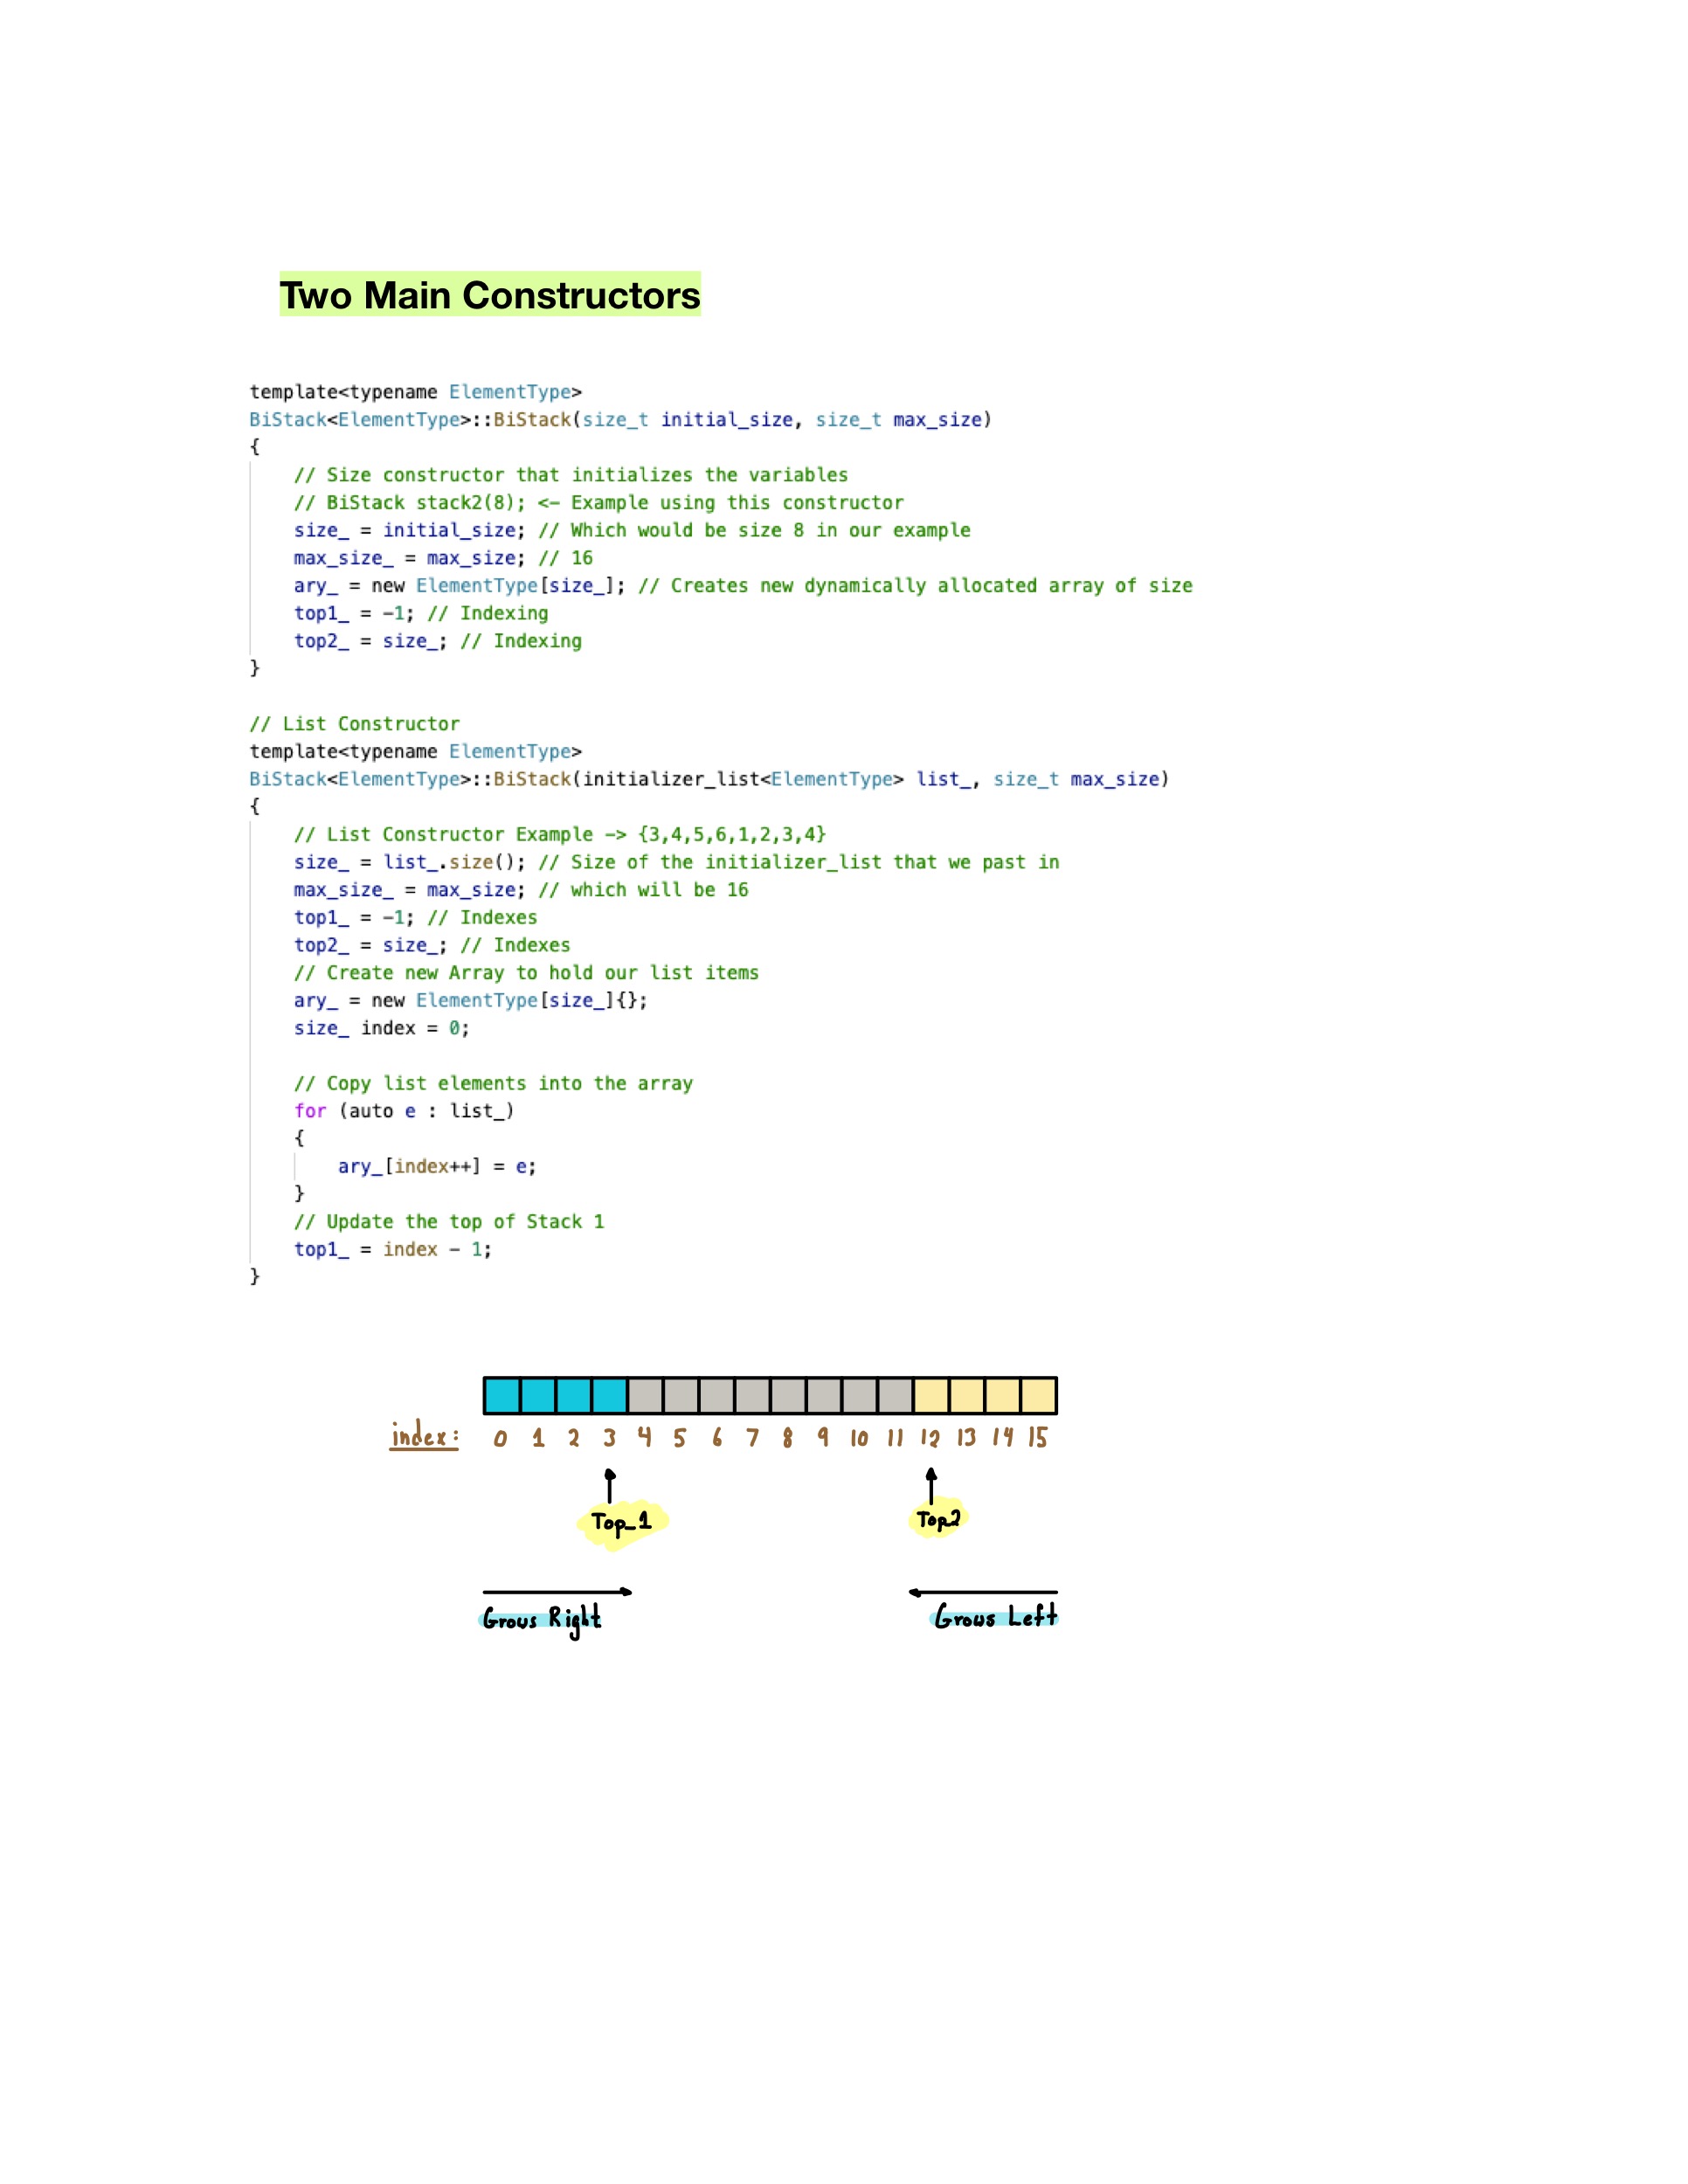 Two Main Constructors
template<typename ElementType>
BiStack<ElementType>::BiStack(size_t initial_size, size_t max_size)
{
    // Size constructor that initializes the variables
    // BiStack stack2(8); <- Example using this constructor
    size_ = initial_size; // Which would be size 8 in our example
    max_size_ = max_size; // 16
    ary_ = new ElementType[size_]; // Creates new dynamically allocated array of size
    top1_ = -1; // Indexing
    top2_ = size_; // Indexing
}
// List Constructor
template<typename ElementType>
BiStack<ElementType>::BiStack(initializer_list<ElementType> list_, size_t max_size)
{
    // List Constructor Example -> {3,4,5,6,1,2,3,4}
    size_ = list_.size(); // Size of the initializer_list that we past in
    max_size_ = max_size; // which will be 16
    top1_ = -1; // Indexes
    top2_ = size_; // Indexes
    // Create new Array to hold our list items
    ary_ = new ElementType[size_]{};
    size_ index = 0;
    // Copy list elements into the array
    for (auto e : list_)
    {
        ary_[index++] = e;
    }
    // Update the top of Stack 1
    top1_ = index - 1;
}
index: 0 1 2 3 4 5 6 7 8 9 10 11 12 13 14 15
Top_1 Top_2
Grows Right Grows Left